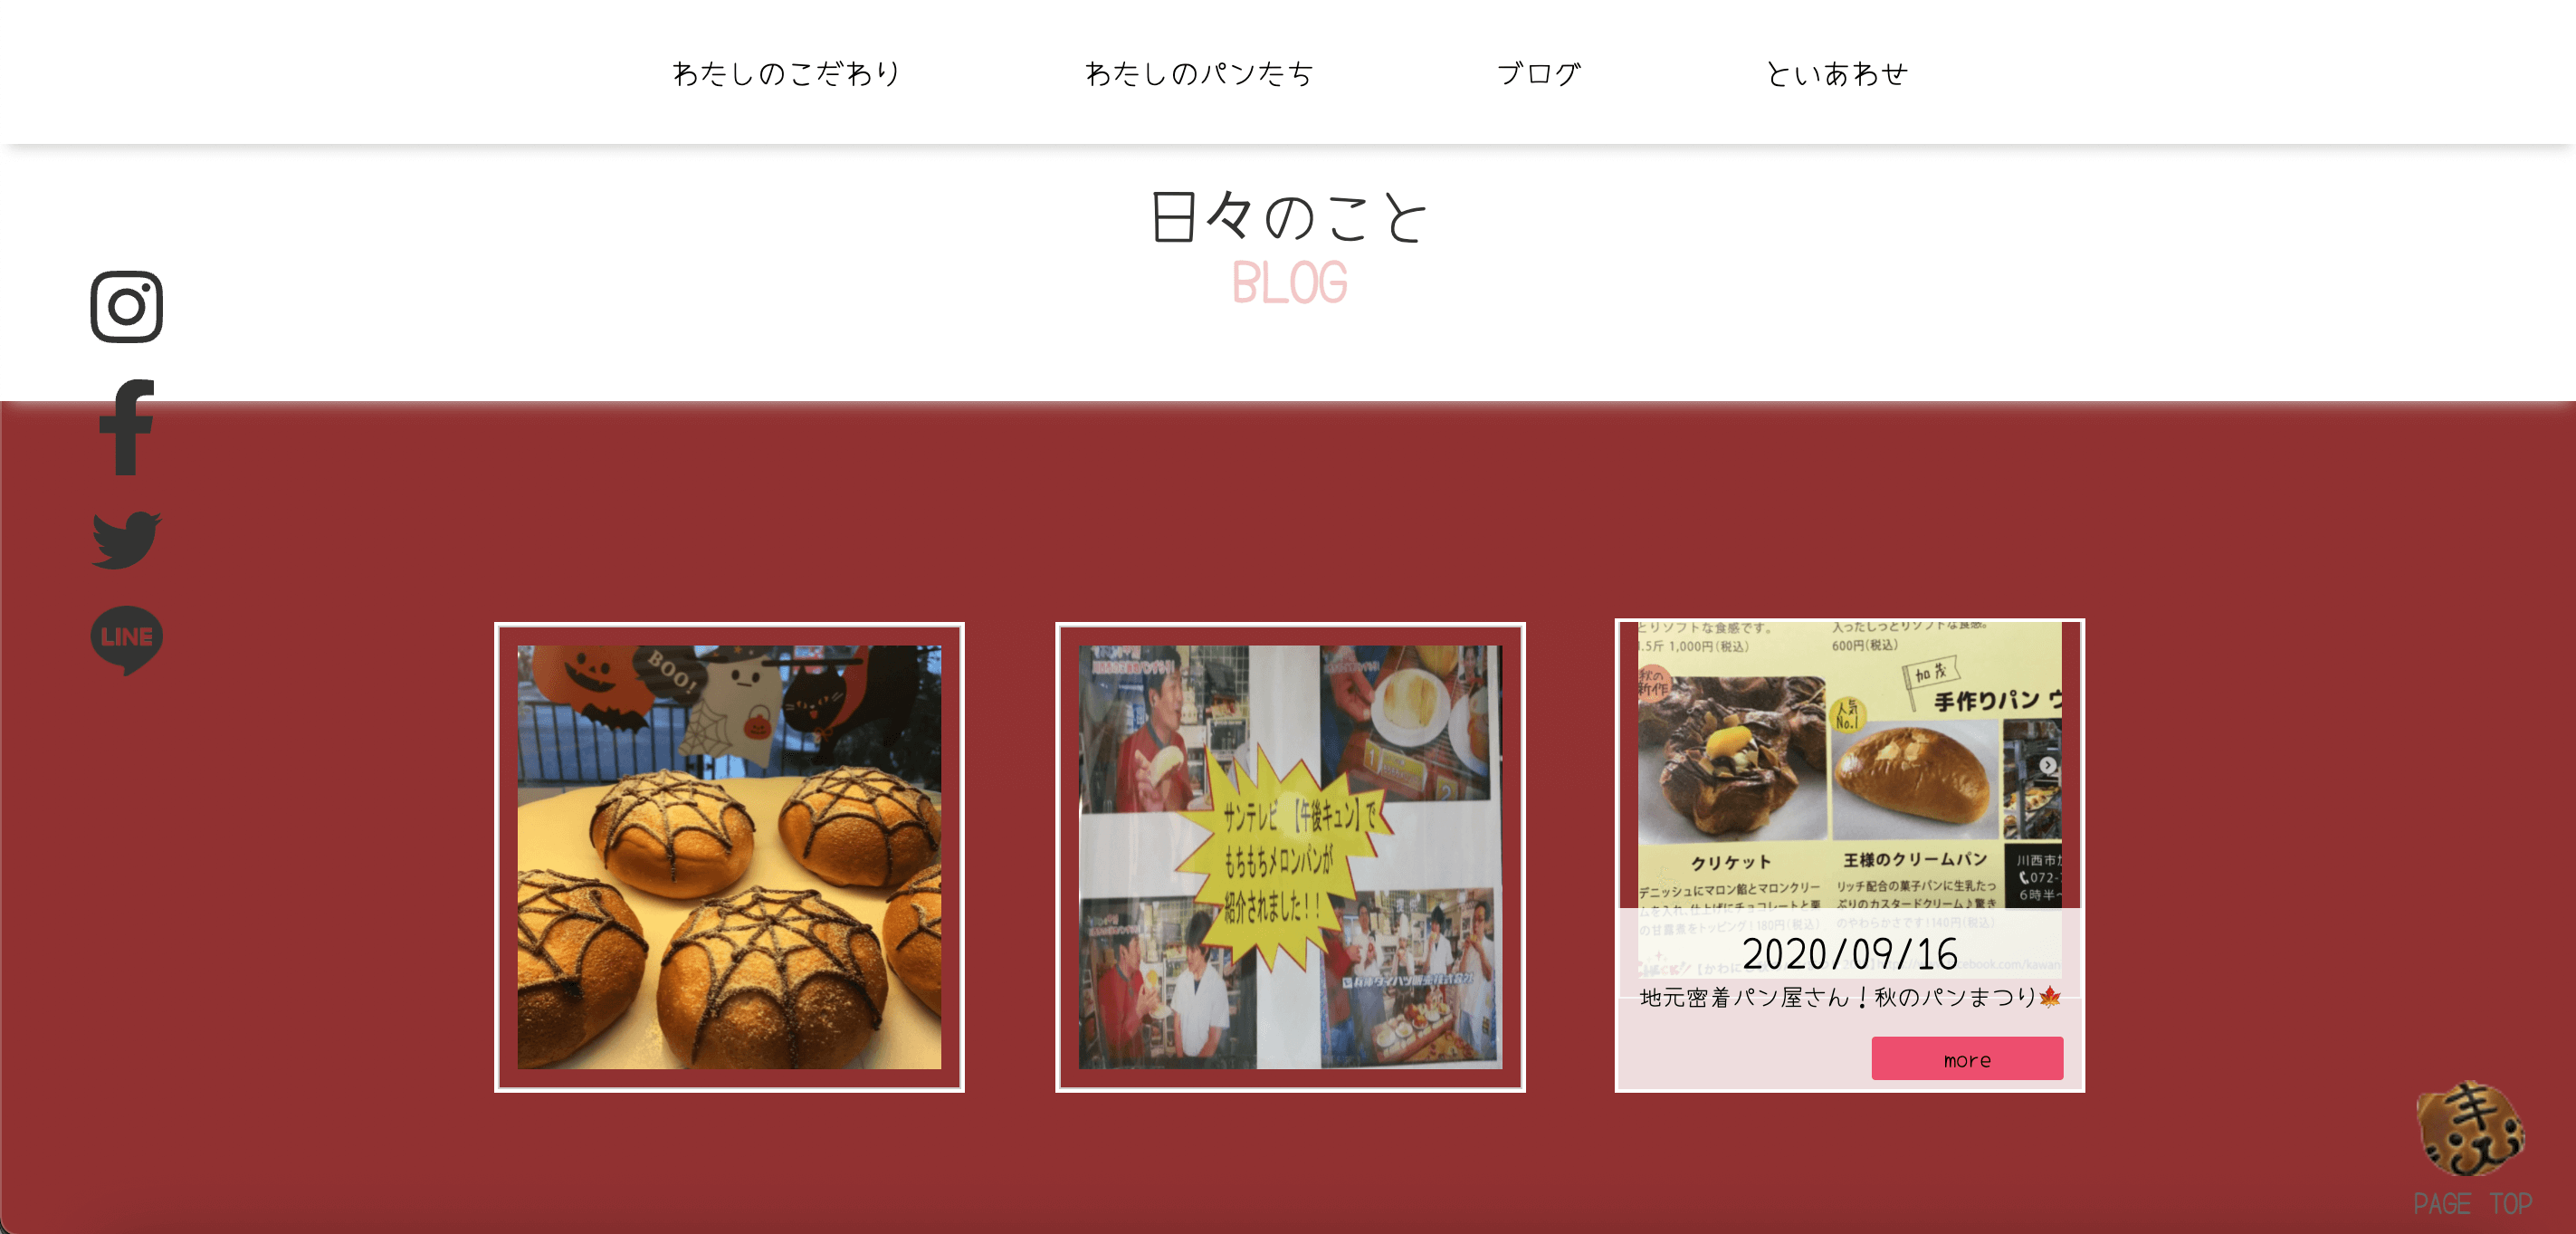 わたしのこだわり
わたしのパンたち
ブログ
といあわせ
日々のこと
BLOG
LINE
BOO!
サンテレビ 【午後キュン】で
もちもちメロンパンが
紹介されました！！
1
2
とりソフトな食感です。
1.5斤 1,000円(税込)
入ったしっとりソフトな食感。
600円(税込)
加茂
手作りパン ウ
秋の
新作
人気
No.1
クリケット
デニッシュにマロン餡とマロンクリー
ムを入れ、仕上げにチョコレートと栗
の甘露煮をトッピング！180円(税込)
王様のクリームパン
リッチ配合の菓子パンに生乳たっ
ぷりのカスタードクリーム♪驚き
のやわらかさです！140円(税込)
川西市加
072-7
6時半~
2020/09/16
地元密着パン屋さん！秋のパンまつり🍁
more
キ
PAGE TOP